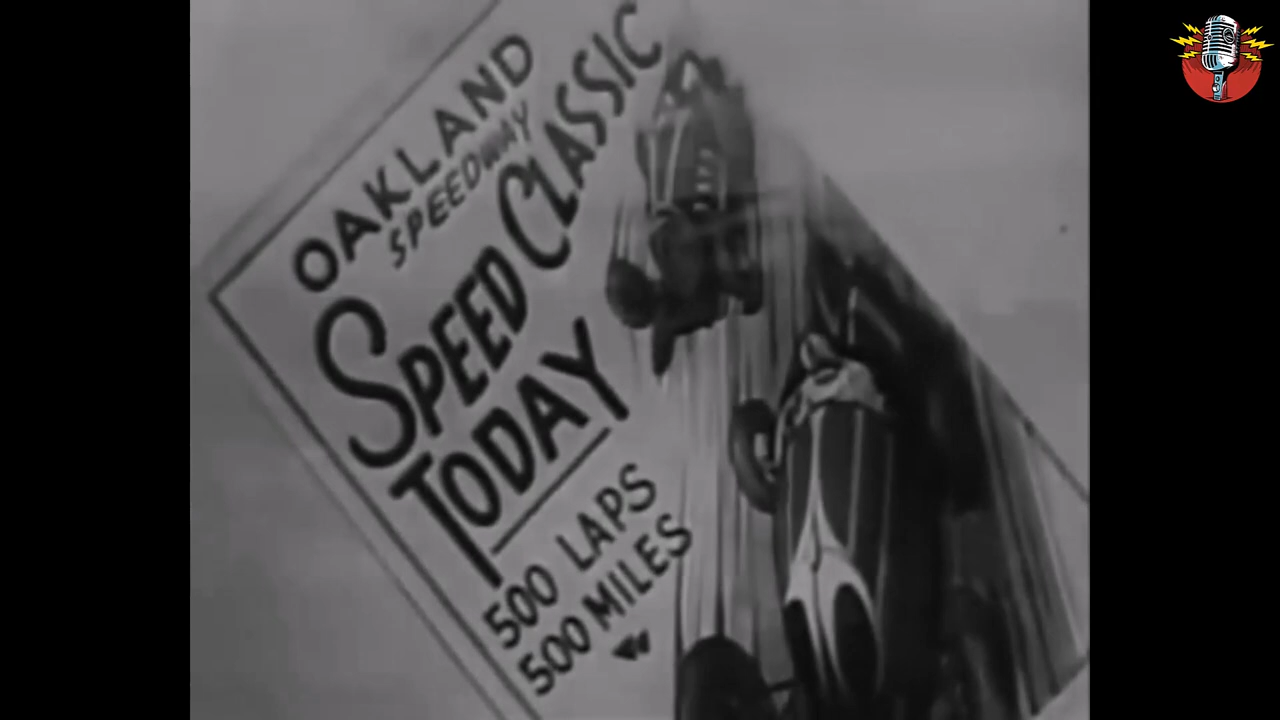 OAKLAND
SPEEDWAY
SPEED CLASSIC
TODAY
500 LAPS
500 MILES